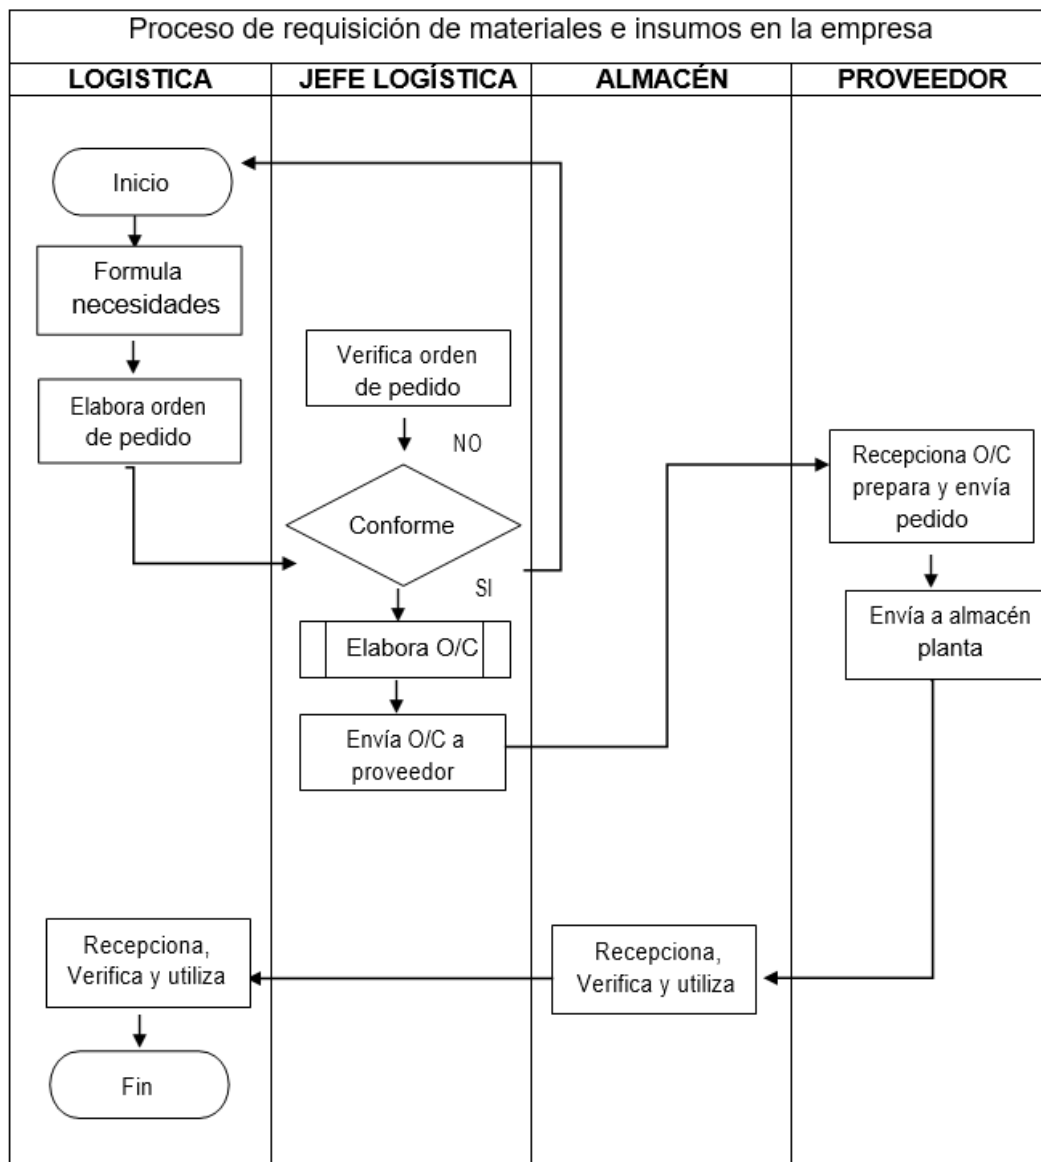 Proceso de requisición de materiales e insumos en la empresa
LOGISTICA
JEFE LOGÍSTICA
ALMACÉN
PROVEEDOR
Inicio
Formula
necesidades
Elabora orden
de pedido
Verifica orden
de pedido
NO
Conforme
SI
Elabora O/C
Envía O/C a
proveedor
Recepciona O/C
prepara y envía
pedido
Envía a almacén
planta
Recepciona,
Verifica y utiliza
Recepciona,
Verifica y utiliza
Fin